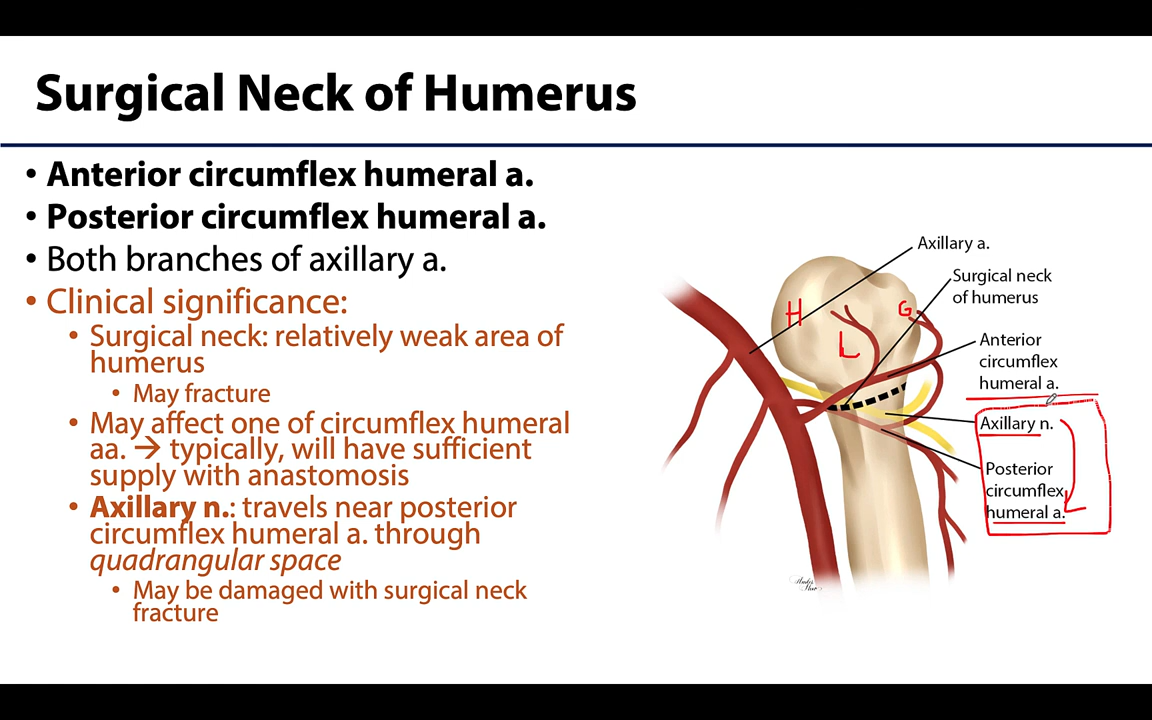 Surgical Neck of Humerus
• Anterior circumflex humeral a.
• Posterior circumflex humeral a.
• Both branches of axillary a.
• Clinical significance:
• Surgical neck: relatively weak area of
humerus
• May fracture
• May affect one of circumflex humeral
aa. → typically, will have sufficient
supply with anastomosis
• Axillary n.: travels near posterior
circumflex humeral a. through
quadrangular space
• May be damaged with surgical neck
fracture
Axillary a.
Surgical neck
of humerus
H
G
L
Anterior
circumflex
humeral a.
Axillary n.
Posterior
circumflex
humeral a.